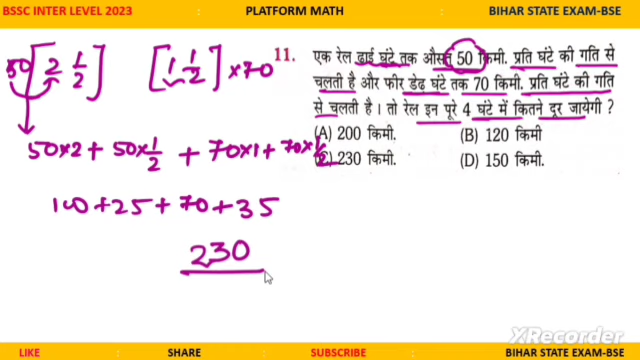 BSSC INTER LEVEL 2023 PLATFORM MATH BIHAR STATE EXAM-BSE
11. एक रेल ढाई घंटे तक औसत 50 किमी. प्रति घंटे की गति से
चलती है और फीर डेढ घंटे तक 70 किमी. प्रति घंटे की गति
से चलती है। तो रेल इन पूरे 4 घंटे में कितने दूर जायेगी ?
(A) 200 किमी. (B) 120 किमी
(C) 230 किमी. (D) 150 किमी.
50[2 1/2] [1 1/2]×70
50×2+50×1/2 + 70×1+70×1/2
100+25+70+35
230
XRecorder
LIKE SHARE SUBSCRIBE BIHAR STATE EXAM-BSE